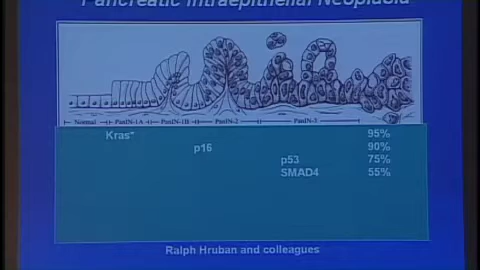 Pancreatic Intraepithelial Neoplasia
Normal PanIN-1A PanIN-1B PanIN-2 PanIN-3
Kras* 95%
p16 90%
p53 75%
SMAD4 55%
Ralph Hruban and colleagues